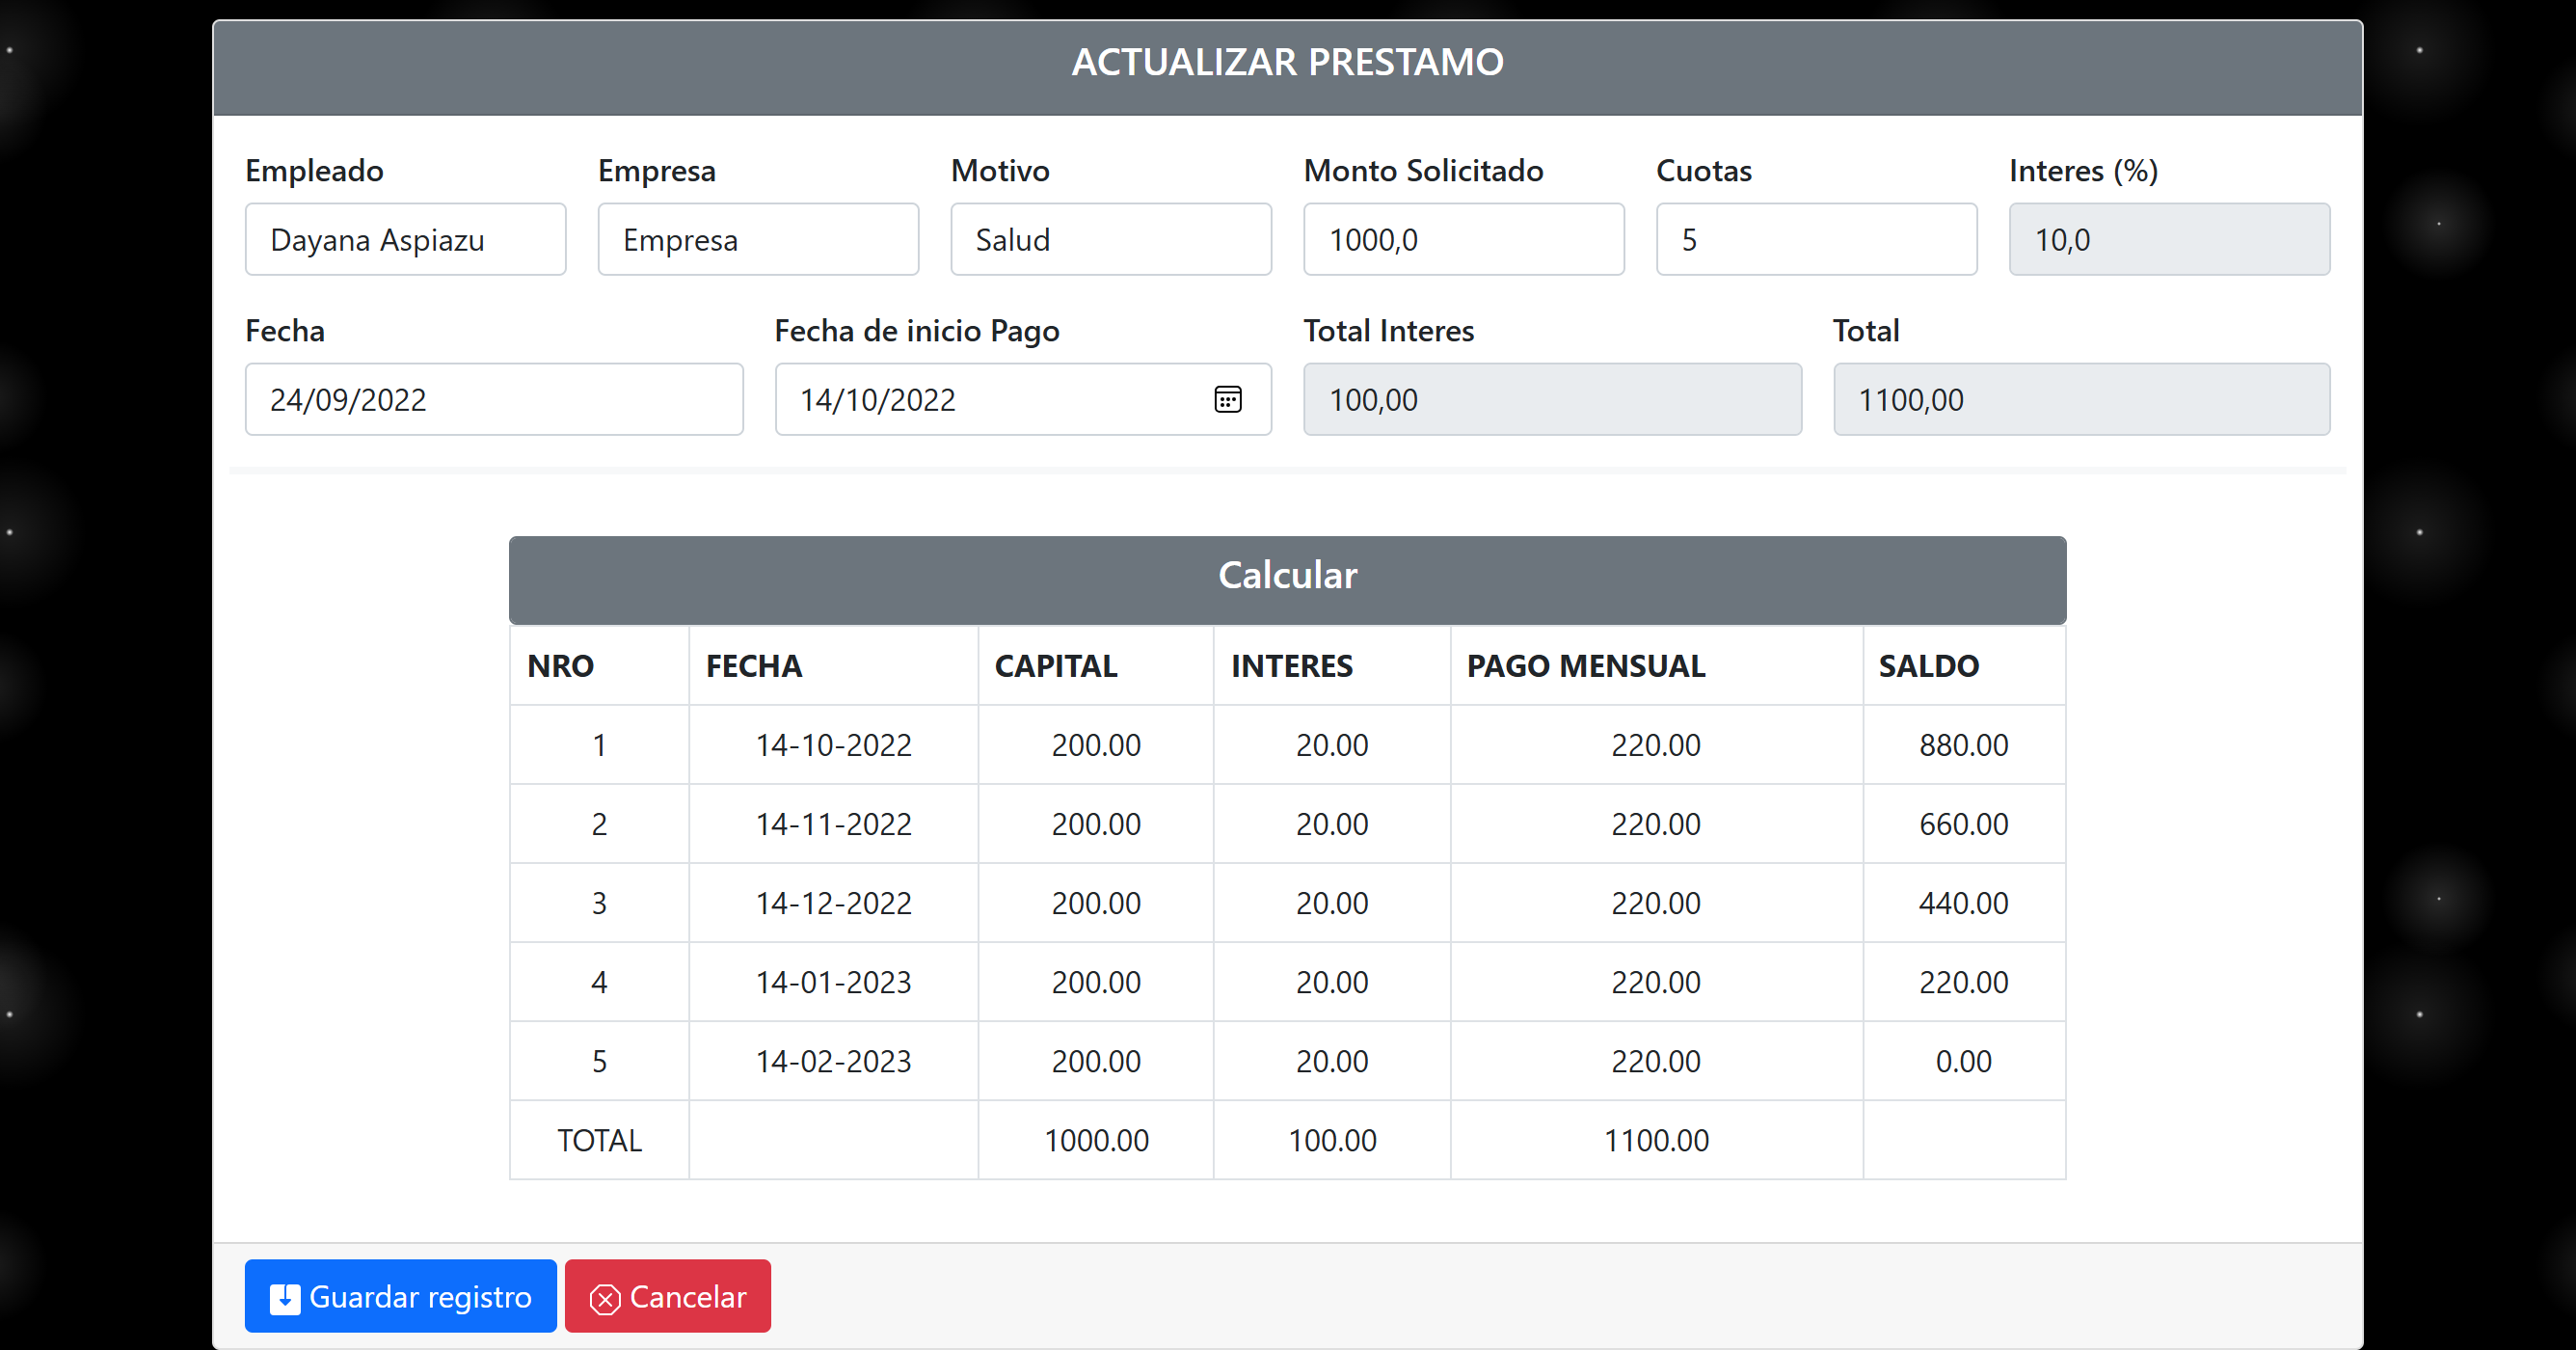 ACTUALIZAR PRESTAMO
Empleado Empresa Motivo Monto Solicitado Cuotas Interes (%)
Dayana Aspiazu Empresa Salud 1000,0 5 10,0
Fecha Fecha de inicio Pago Total Interes Total
24/09/2022 14/10/2022 100,00 1100,00
Calcular
NRO FECHA CAPITAL INTERES PAGO MENSUAL SALDO
1 14-10-2022 200.00 20.00 220.00 880.00
2 14-11-2022 200.00 20.00 220.00 660.00
3 14-12-2022 200.00 20.00 220.00 440.00
4 14-01-2023 200.00 20.00 220.00 220.00
5 14-02-2023 200.00 20.00 220.00 0.00
TOTAL 1000.00 100.00 1100.00
Guardar registro Cancelar